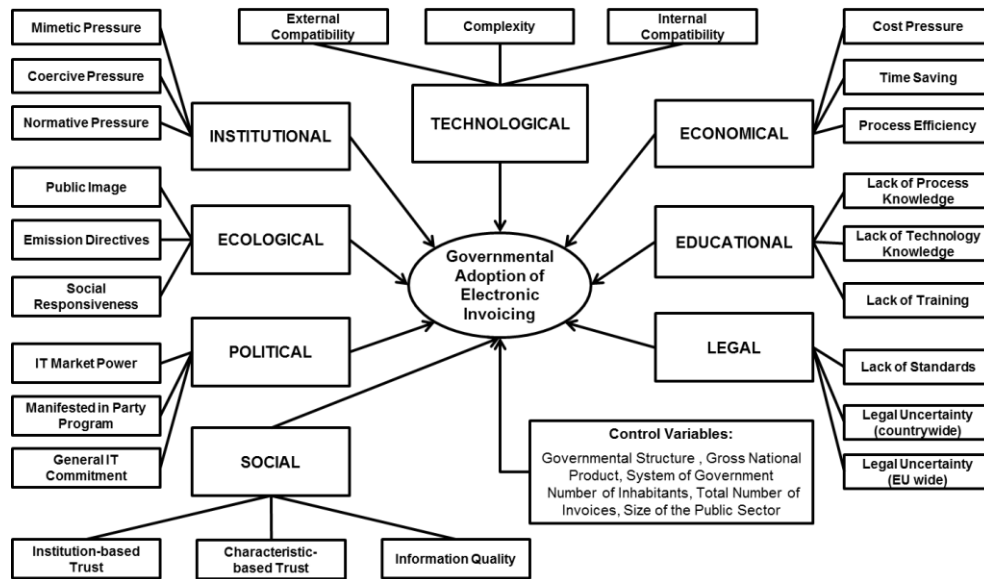 Mimetic Pressure
Coercive Pressure
Normative Pressure
INSTITUTIONAL
External
Compatibility
Complexity
Internal
Compatibility
TECHNOLOGICAL
Cost Pressure
Time Saving
Process Efficiency
ECONOMICAL
Public Image
Emission Directives
Social
Responsiveness
ECOLOGICAL
Governmental
Adoption of
Electronic
Invoicing
EDUCATIONAL
Lack of Process
Knowledge
Lack of Technology
Knowledge
Lack of Training
IT Market Power
Manifested in Party
Program
General IT
Commitment
POLITICAL
LEGAL
Lack of Standards
Legal Uncertainty
(countrywide)
Legal Uncertainty
(EU wide)
SOCIAL
Institution-based
Trust
Characteristic-
based Trust
Information Quality
Control Variables:
Governmental Structure , Gross National
Product, System of Government
Number of Inhabitants, Total Number of
Invoices, Size of the Public Sector